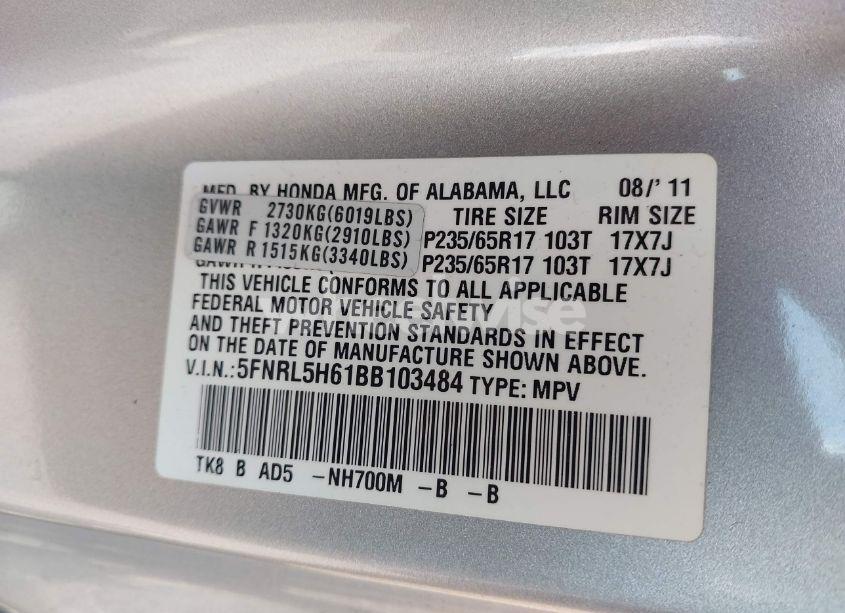 MFD. BY HONDA MFG. OF ALABAMA, LLC 08/'11
GVWR 2730KG(6019LBS) TIRE SIZE RIM SIZE
GAWR F 1320KG(2910LBS) P235/65R17 103T 17X7J
GAWR R 1515KG(3340LBS) P235/65R17 103T 17X7J
THIS VEHICLE CONFORMS TO ALL APPLICABLE
FEDERAL MOTOR VEHICLE SAFETY
AND THEFT PREVENTION STANDARDS IN EFFECT
ON THE DATE OF MANUFACTURE SHOWN ABOVE.
V.I.N.:5FNRL5H61BB103484 TYPE: MPV
TK8 B AD5 -NH700M -B -B